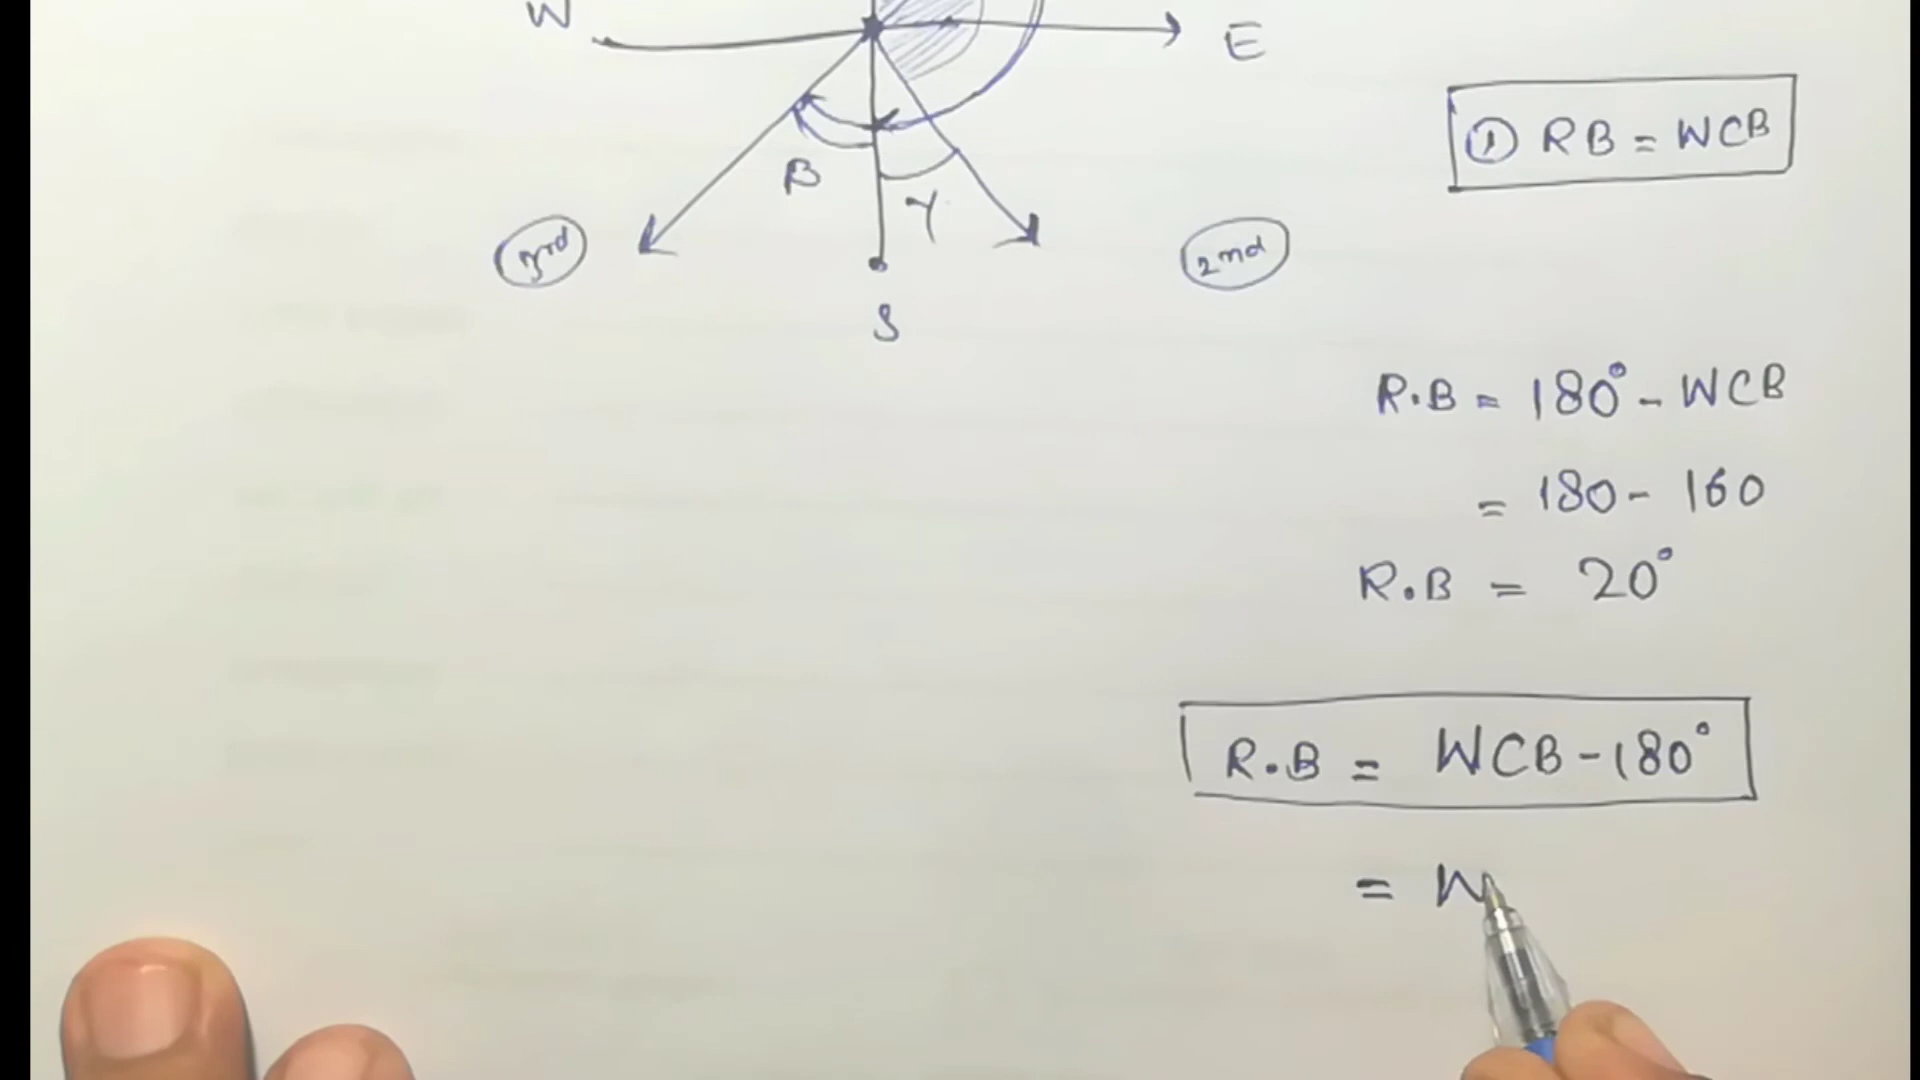 W
E
① RB = WCB
β
γ
3rd
2nd
S
R.B = 180° - WCB
= 180 - 160
R.B = 20°
R.B = WCB - 180°
= W